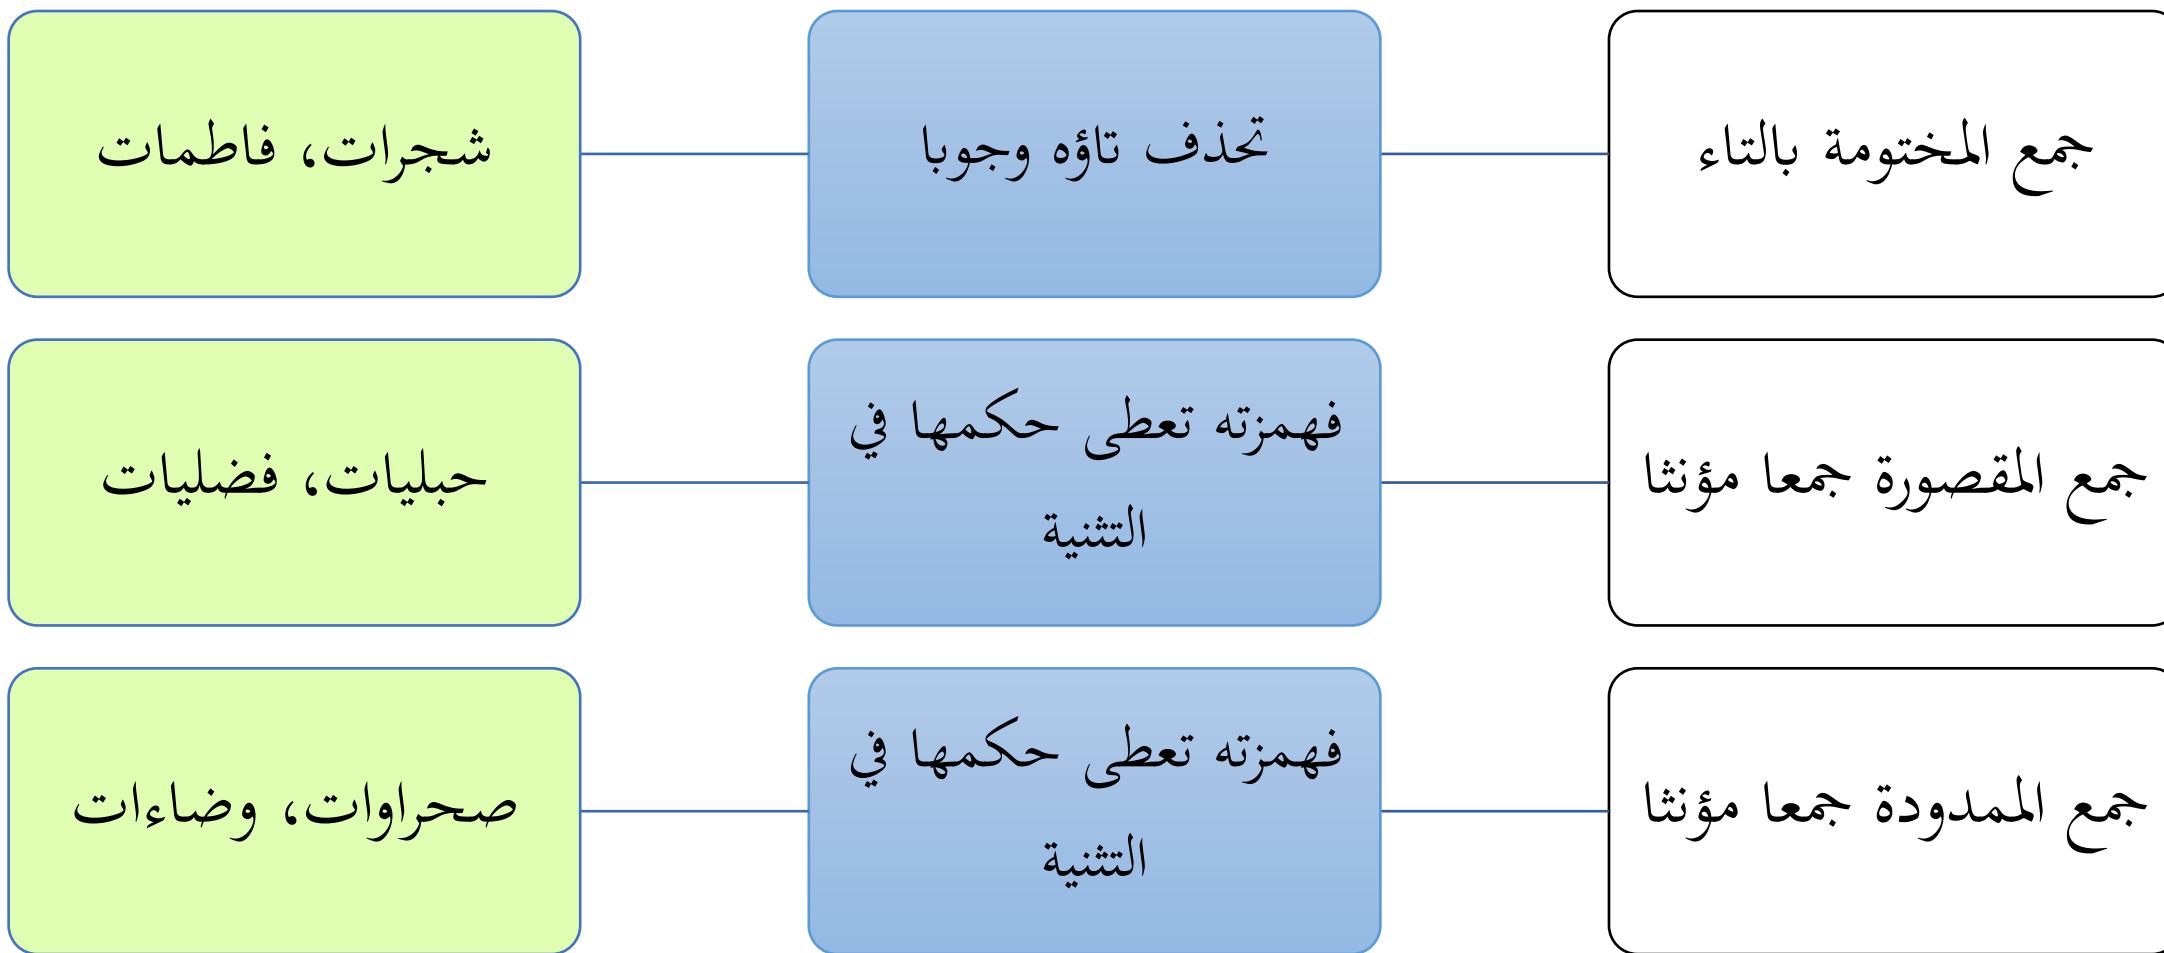 جمع المختومة بالتاء
تحذف تاؤه وجوبا
شجرات، فاطمات
جمع المقصورة جمعا مؤنثا
فهمزته تعطى حكمها في
التثنية
حبليات، فضليات
جمع الممدودة جمعا مؤنثا
فهمزته تعطى حكمها في
التثنية
صحراوات، وضاءات